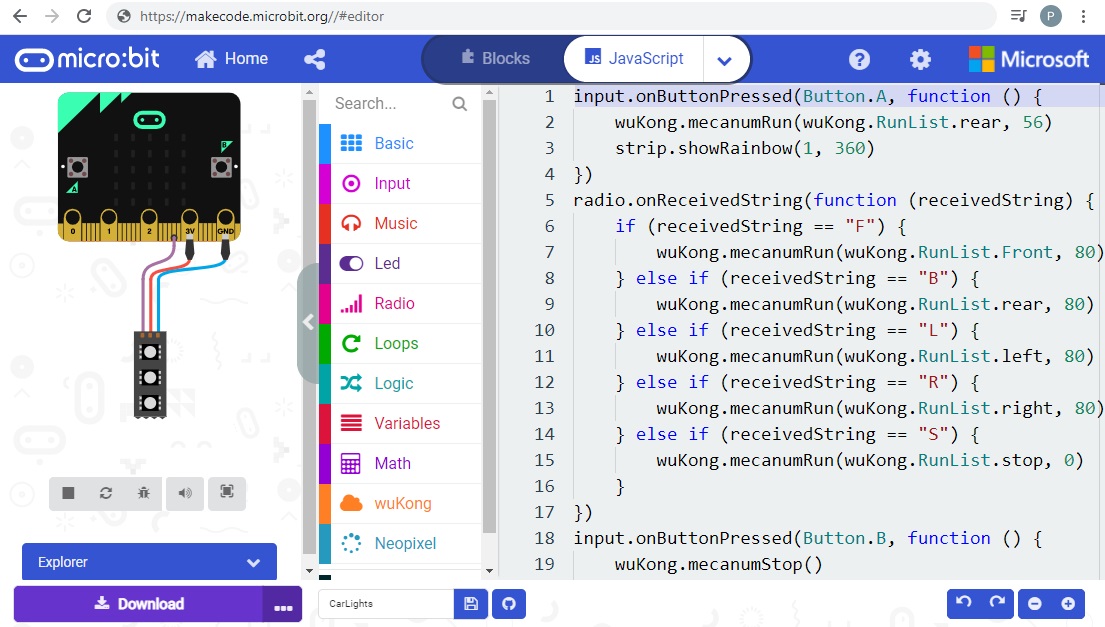 https://makecode.microbit.org//#editor
P
micro:bit
Home
Blocks
JS JavaScript
?
Microsoft
A
B
0 1 2 3V GND
Explorer
Download
...
Search...
Basic
Input
Music
Led
Radio
Loops
Logic
Variables
Math
wuKong
Neopixel
CarLights
1 input.onButtonPressed(Button.A, function () {
2 wuKong.mecanumRun(wuKong.RunList.rear, 56)
3 strip.showRainbow(1, 360)
4 })
5 radio.onReceivedString(function (receivedString) {
6 if (receivedString == "F") {
7 wuKong.mecanumRun(wuKong.RunList.Front, 80)
8 } else if (receivedString == "B") {
9 wuKong.mecanumRun(wuKong.RunList.rear, 80)
10 } else if (receivedString == "L") {
11 wuKong.mecanumRun(wuKong.RunList.left, 80)
12 } else if (receivedString == "R") {
13 wuKong.mecanumRun(wuKong.RunList.right, 80)
14 } else if (receivedString == "S") {
15 wuKong.mecanumRun(wuKong.RunList.stop, 0)
16 }
17 })
18 input.onButtonPressed(Button.B, function () {
19 wuKong.mecanumStop()